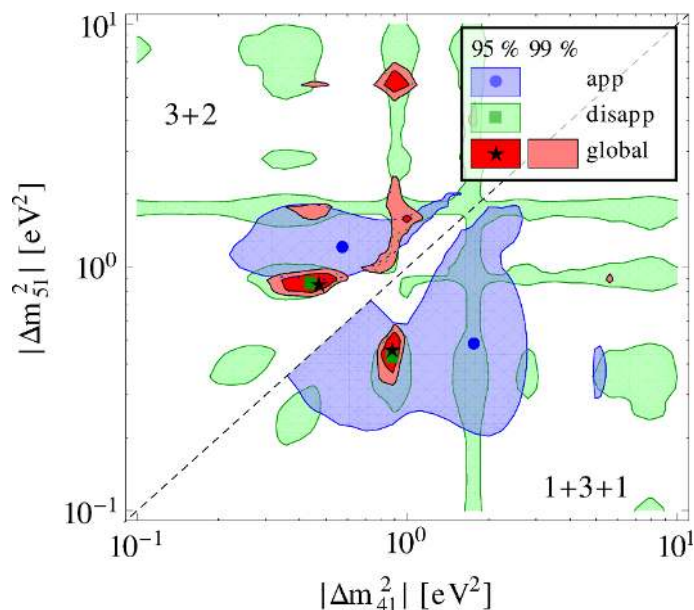 10¹
95 % 99 %
app
disapp
global
3+2
10⁰
|Δm²₅₁| [eV²]
1+3+1
10⁻¹
10⁻¹ 10⁰ 10¹
|Δm²₄₁| [eV²]